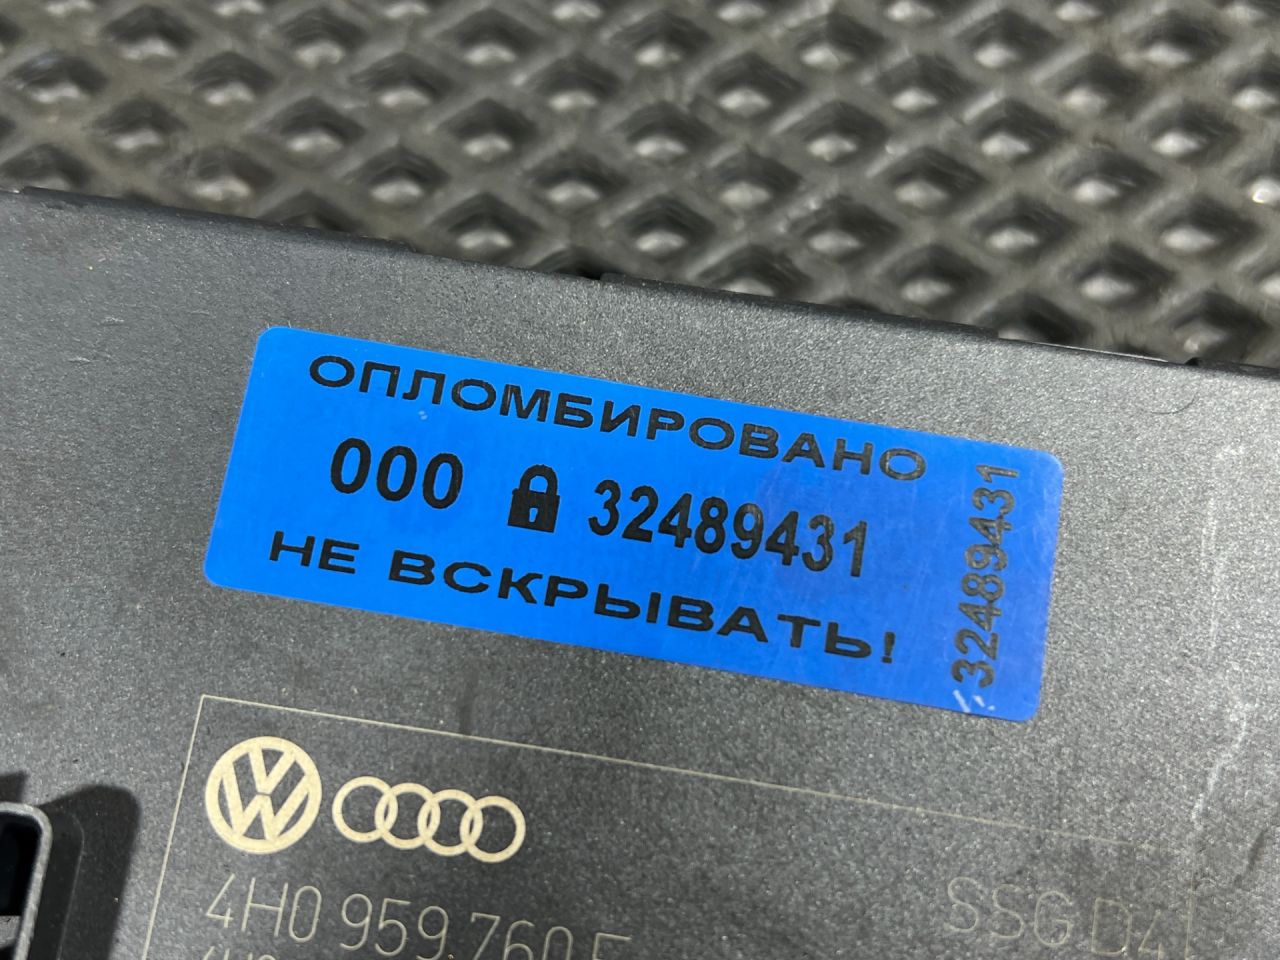 ОПЛОМБИРОВАНО
000 32489431
НЕ ВСКРЫВАТЬ!
32489431
4H0 959 760
SSG D4